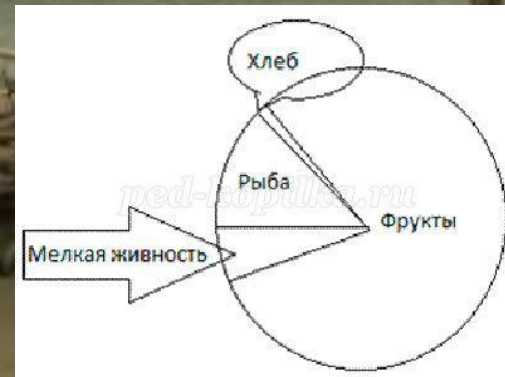 Хлеб
Рыба
ped-kopilka.ru
Фрукты
Мелкая живность